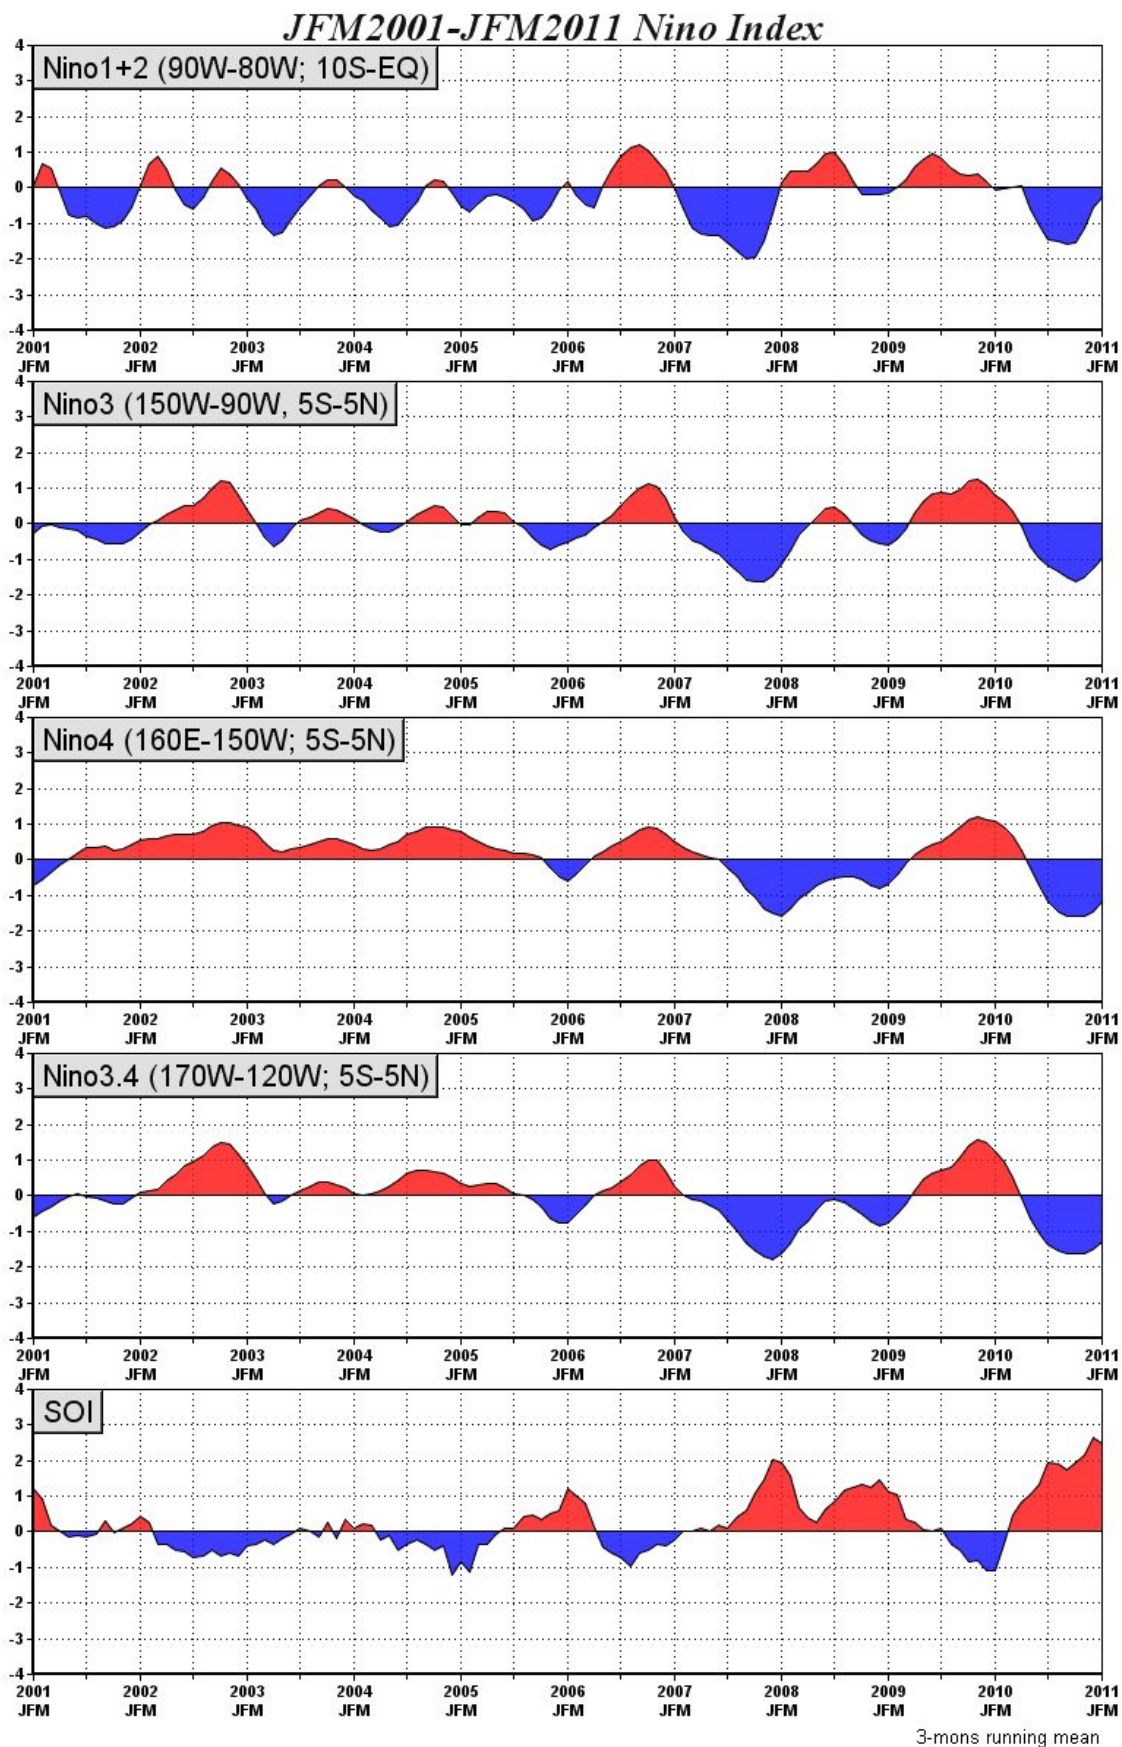 JFM2001-JFM2011 Nino Index
Nino1+2 (90W-80W; 10S-EQ)
4
3
2
1
0
-1
-2
-3
-4
2001 2002 2003 2004 2005 2006 2007 2008 2009 2010 2011
JFM JFM JFM JFM JFM JFM JFM JFM JFM JFM JFM
Nino3 (150W-90W, 5S-5N)
4
3
2
1
0
-1
-2
-3
-4
2001 2002 2003 2004 2005 2006 2007 2008 2009 2010 2011
JFM JFM JFM JFM JFM JFM JFM JFM JFM JFM JFM
Nino4 (160E-150W; 5S-5N)
4
3
2
1
0
-1
-2
-3
-4
2001 2002 2003 2004 2005 2006 2007 2008 2009 2010 2011
JFM JFM JFM JFM JFM JFM JFM JFM JFM JFM JFM
Nino3.4 (170W-120W; 5S-5N)
4
3
2
1
0
-1
-2
-3
-4
2001 2002 2003 2004 2005 2006 2007 2008 2009 2010 2011
JFM JFM JFM JFM JFM JFM JFM JFM JFM JFM JFM
SOI
4
3
2
1
0
-1
-2
-3
-4
2001 2002 2003 2004 2005 2006 2007 2008 2009 2010 2011
JFM JFM JFM JFM JFM JFM JFM JFM JFM JFM JFM
3-mons running mean